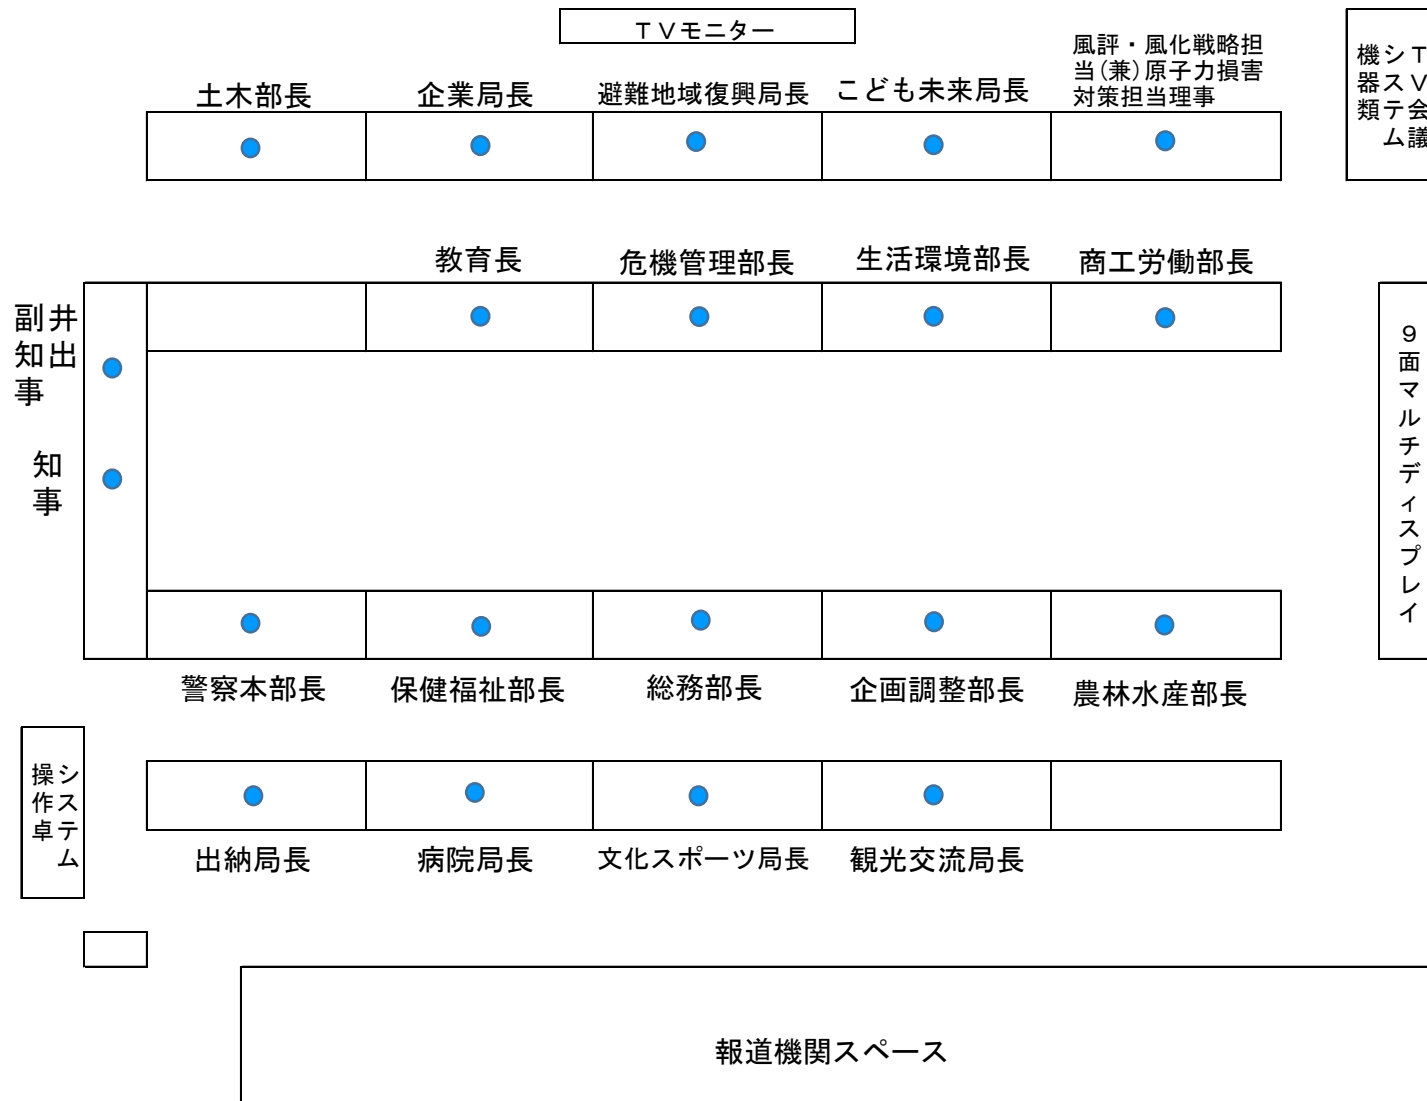 ＴＶモニター
土木部長
企業局長
避難地域復興局長
こども未来局長
風評・風化戦略担
当(兼)原子力損害
対策担当理事
ＴＶ会議
システム
機器類
教育長
危機管理部長
生活環境部長
商工労働部長
井出
副知事
知事
９面マルチディスプレイ
警察本部長
保健福祉部長
総務部長
企画調整部長
農林水産部長
システム
操作卓
出納局長
病院局長
文化スポーツ局長
観光交流局長
報道機関スペース